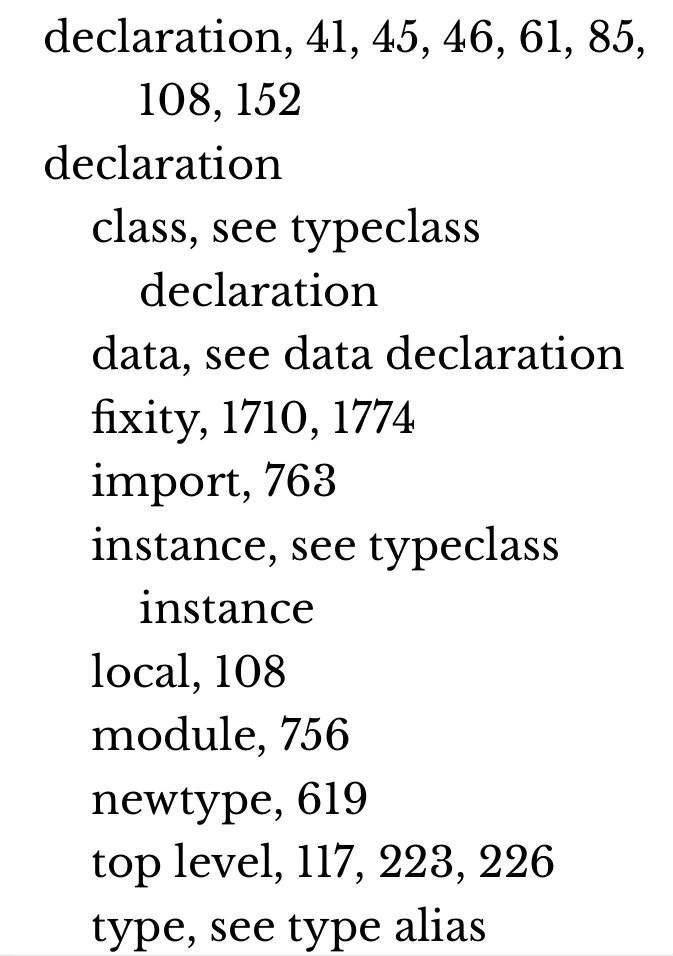 declaration, 41, 45, 46, 61, 85,
108, 152
declaration
class, see typeclass
declaration
data, see data declaration
fixity, 1710, 1774
import, 763
instance, see typeclass
instance
local, 108
module, 756
newtype, 619
top level, 117, 223, 226
type, see type alias